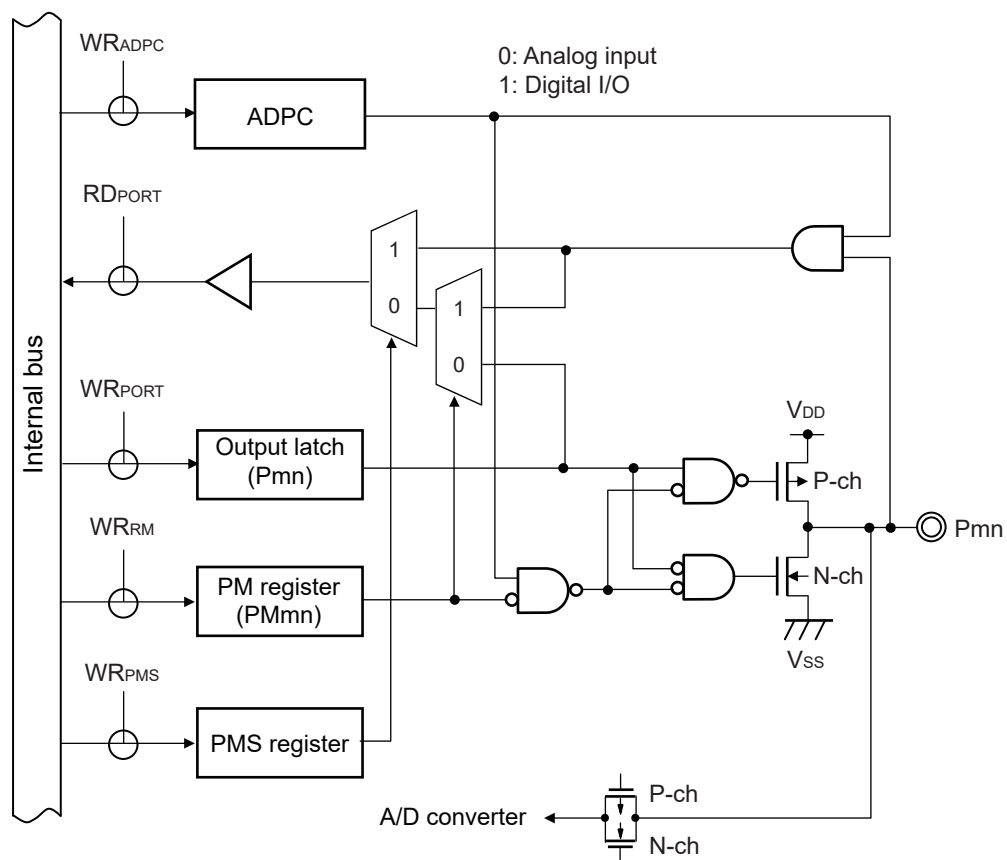 WRADPC
0: Analog input
1: Digital I/O
ADPC
RDPORT
1
0
1
0
Internal bus
WRPORT
Output latch
(Pmn)
VDD
P-ch
Pmn
WRRM
PM register
(PMmn)
N-ch
VSS
WRPMS
PMS register
P-ch
A/D converter
N-ch